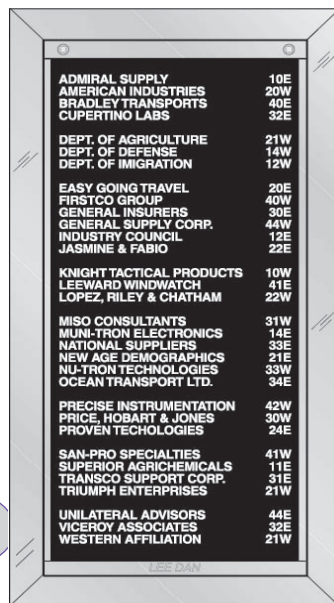 ADMIRAL SUPPLY 10E
AMERICAN INDUSTRIES 20W
BRADLEY TRANSPORTS 40E
CUPERTINO LABS 32E
DEPT. OF AGRICULTURE 21W
DEPT. OF DEFENSE 14W
DEPT. OF IMIGRATION 12W
EASY GOING TRAVEL 20E
FIRSTCO GROUP 40W
GENERAL INSURERS 30E
GENERAL SUPPLY CORP. 44W
INDUSTRY COUNCIL 12E
JASMINE & FABIO 22E
KNIGHT TACTICAL PRODUCTS 10W
LEEWARD WINDWATCH 41E
LOPEZ, RILEY & CHATHAM 22W
MISO CONSULTANTS 31W
MUNI-TRON ELECTRONICS 14E
NATIONAL SUPPLIERS 33E
NEW AGE DEMOGRAPHICS 21E
NU-TRON TECHNOLOGIES 33W
OCEAN TRANSPORT LTD. 34E
PRECISE INSTRUMENTATION 42W
PRICE, HOBART & JONES 30W
PROVEN TECHOLOGIES 24E
SAN-PRO SPECIALTIES 41W
SUPERIOR AGRICHEMICALS 11E
TRANSCO SUPPORT CORP. 31E
TRIUMPH ENTERPRISES 21W
UNILATERAL ADVISORS 44E
VICEROY ASSOCIATES 32E
WESTERN AFFILIATION 21W
LEE DAN